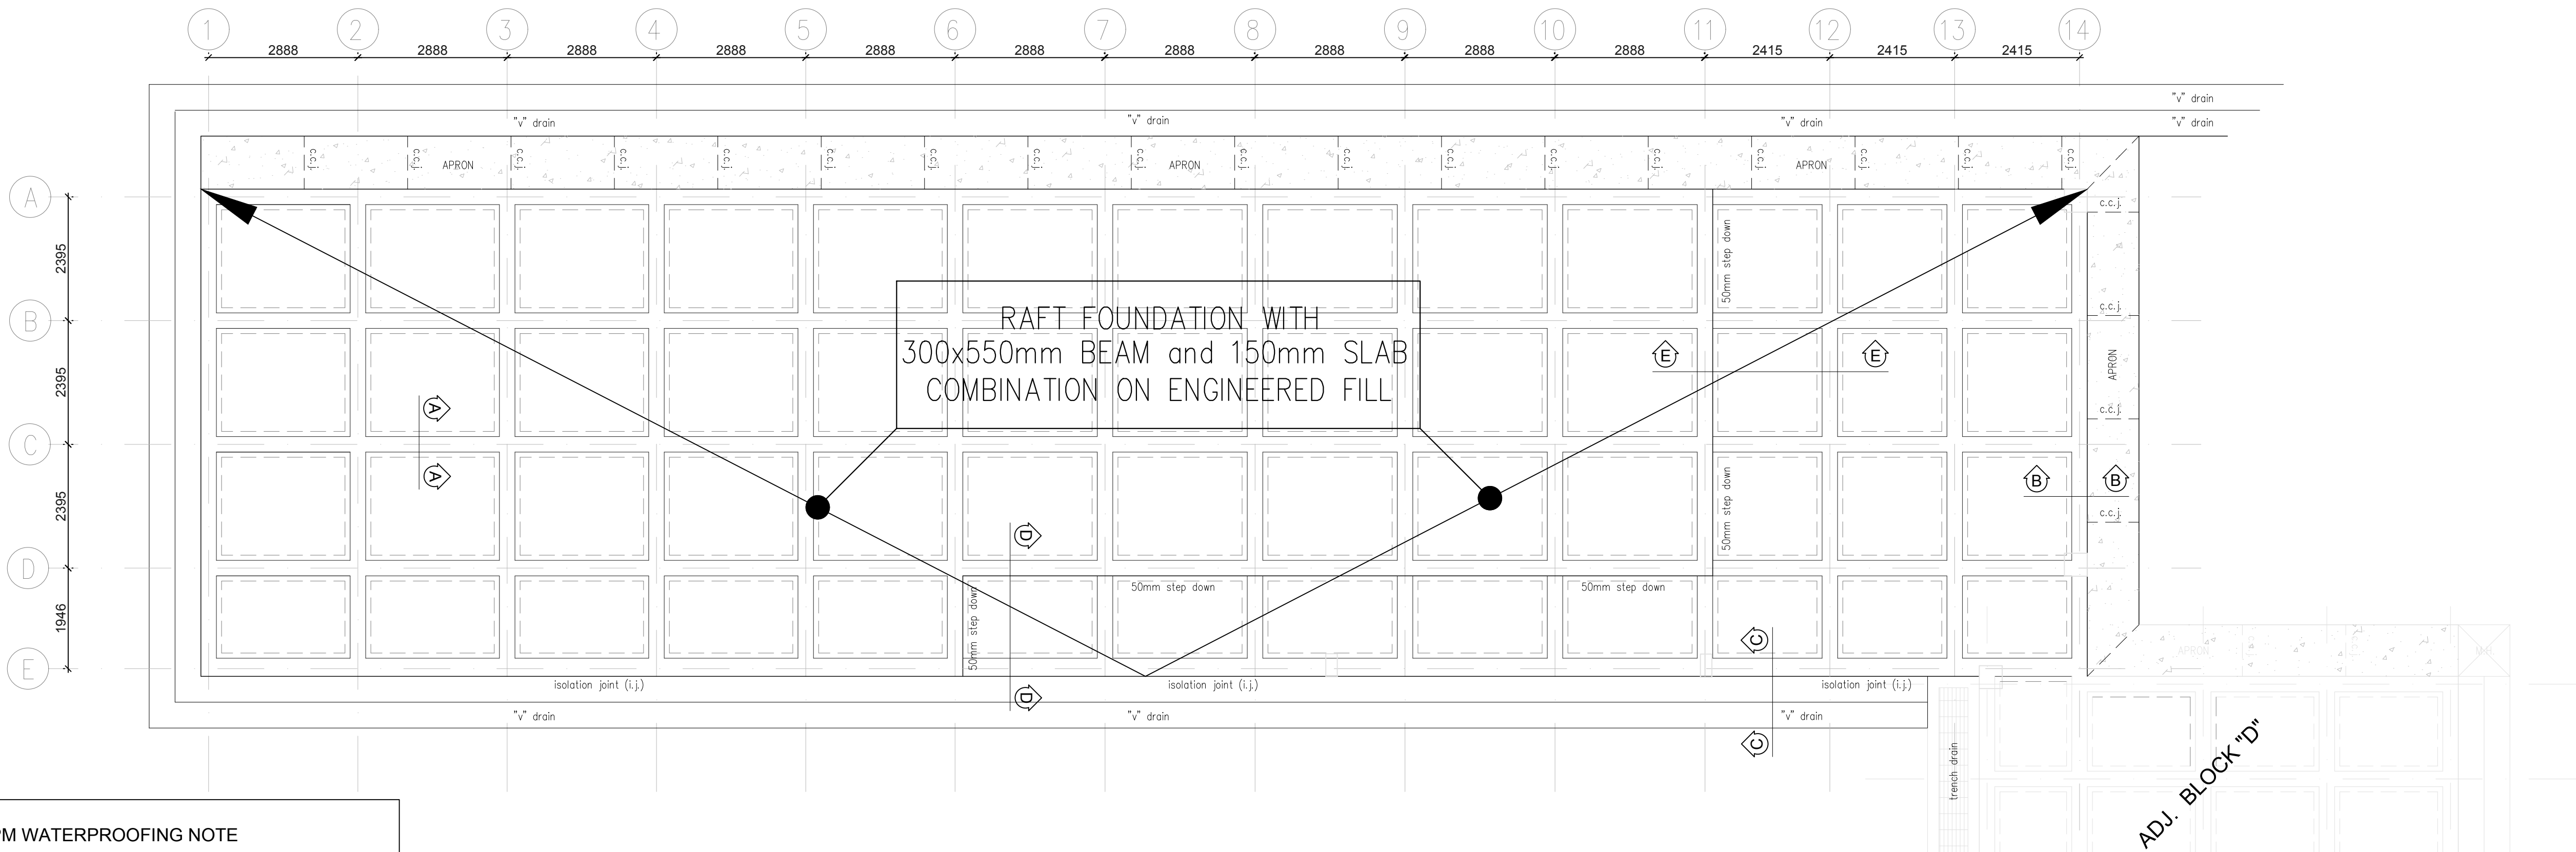 1 2 3 4 5 6 7 8 9 10 11 12 13 14
2888 2888 2888 2888 2888 2888 2888 2888 2888 2888 2415 2415 2415
"v" drain
"v" drain "v" drain "v" drain "v" drain
c.c.j. c.c.j. c.c.j. c.c.j. c.c.j. c.c.j. c.c.j. c.c.j. c.c.j. c.c.j. c.c.j. c.c.j. c.c.j. c.c.j. c.c.j. c.c.j. c.c.j. c.c.j.
APRON APRON APRON
A
B
C
D
E
2395
2395
2395
1946
c.c.j.
c.c.j.
APRON
c.c.j.
c.c.j.
50mm step down
50mm step down
RAFT FOUNDATION WITH
300x550mm BEAM and 150mm SLAB
COMBINATION ON ENGINEERED FILL
E E
A
A
B B
D
D
50mm step down 50mm step down
50mm step down
C
C
isolation joint (i.j.) isolation joint (i.j.) isolation joint (i.j.)
"v" drain "v" drain "v" drain
APRON
trench drain
ADJ. BLOCK "D"
PM WATERPROOFING NOTE